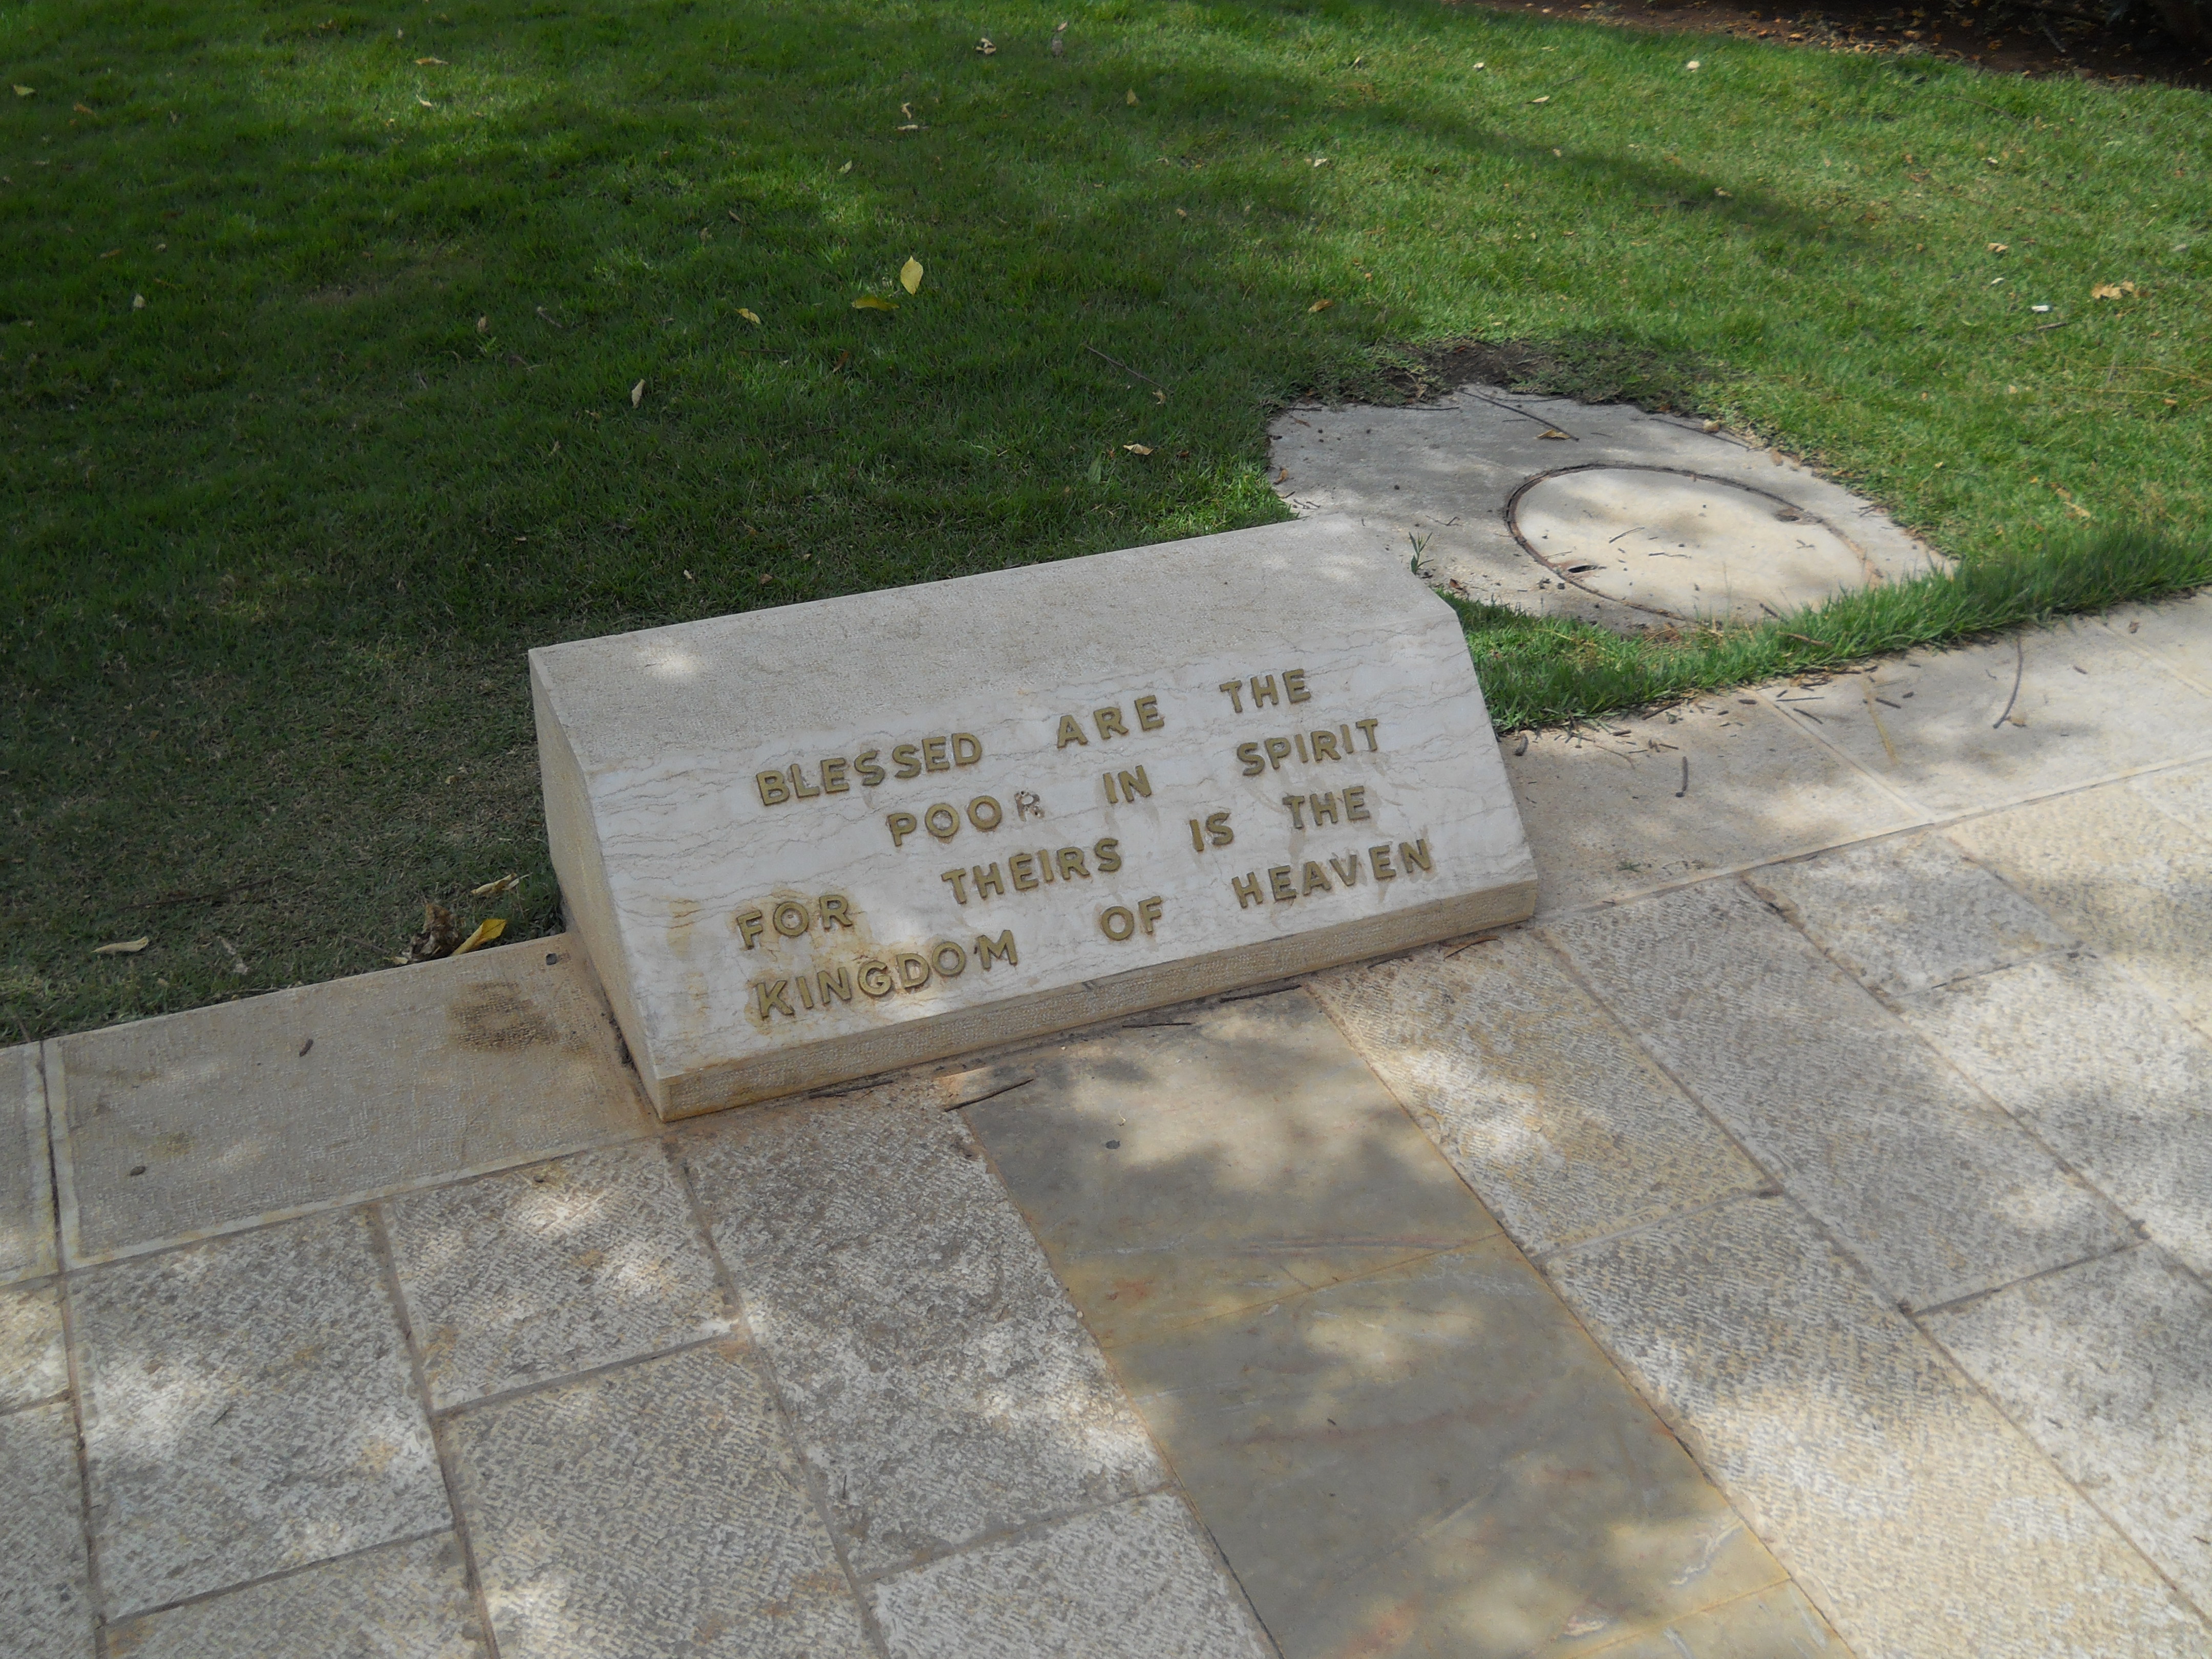 BLESSED ARE THE
POOR IN SPIRIT
FOR THEIRS IS THE
KINGDOM OF HEAVEN